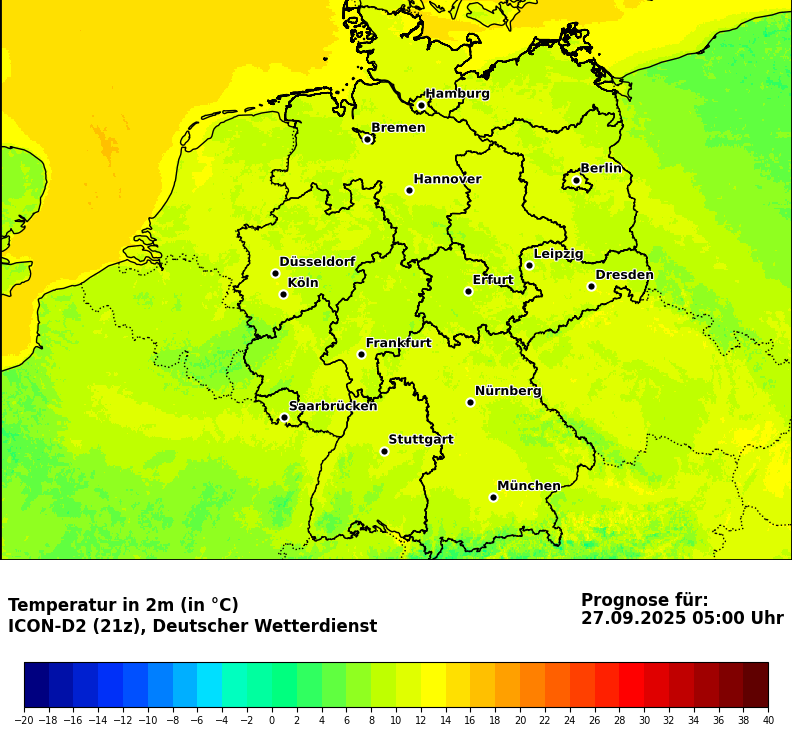 Hamburg
Bremen
Berlin
Hannover
Leipzig
Düsseldorf
Dresden
Köln
Erfurt
Frankfurt
Nürnberg
Saarbrücken
Stuttgart
München
Temperatur in 2m (in °C)
ICON-D2 (21z), Deutscher Wetterdienst
Prognose für:
27.09.2025 05:00 Uhr
−20 −18 −16 −14 −12 −10 −8 −6 −4 −2 0 2 4 6 8 10 12 14 16 18 20 22 24 26 28 30 32 34 36 38 40